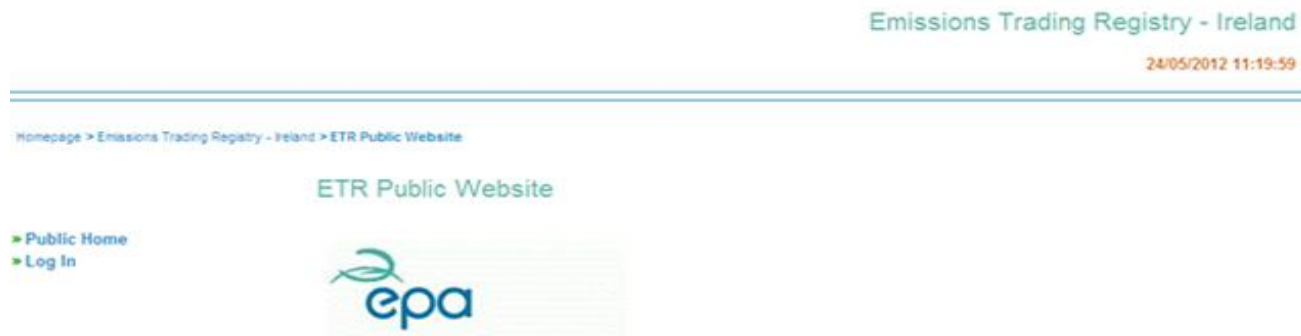 Emissions Trading Registry - Ireland
24/05/2012 11:19:59
Homepage > Emissions Trading Registry - Ireland > ETR Public Website
ETR Public Website
Public Home
Log In
epa